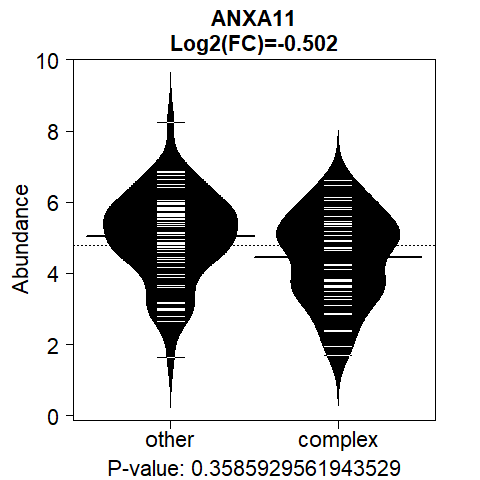 ANXA11
Log2(FC)=-0.502
Abundance
10
8
6
4
2
0
other complex
P-value: 0.3585929561943529